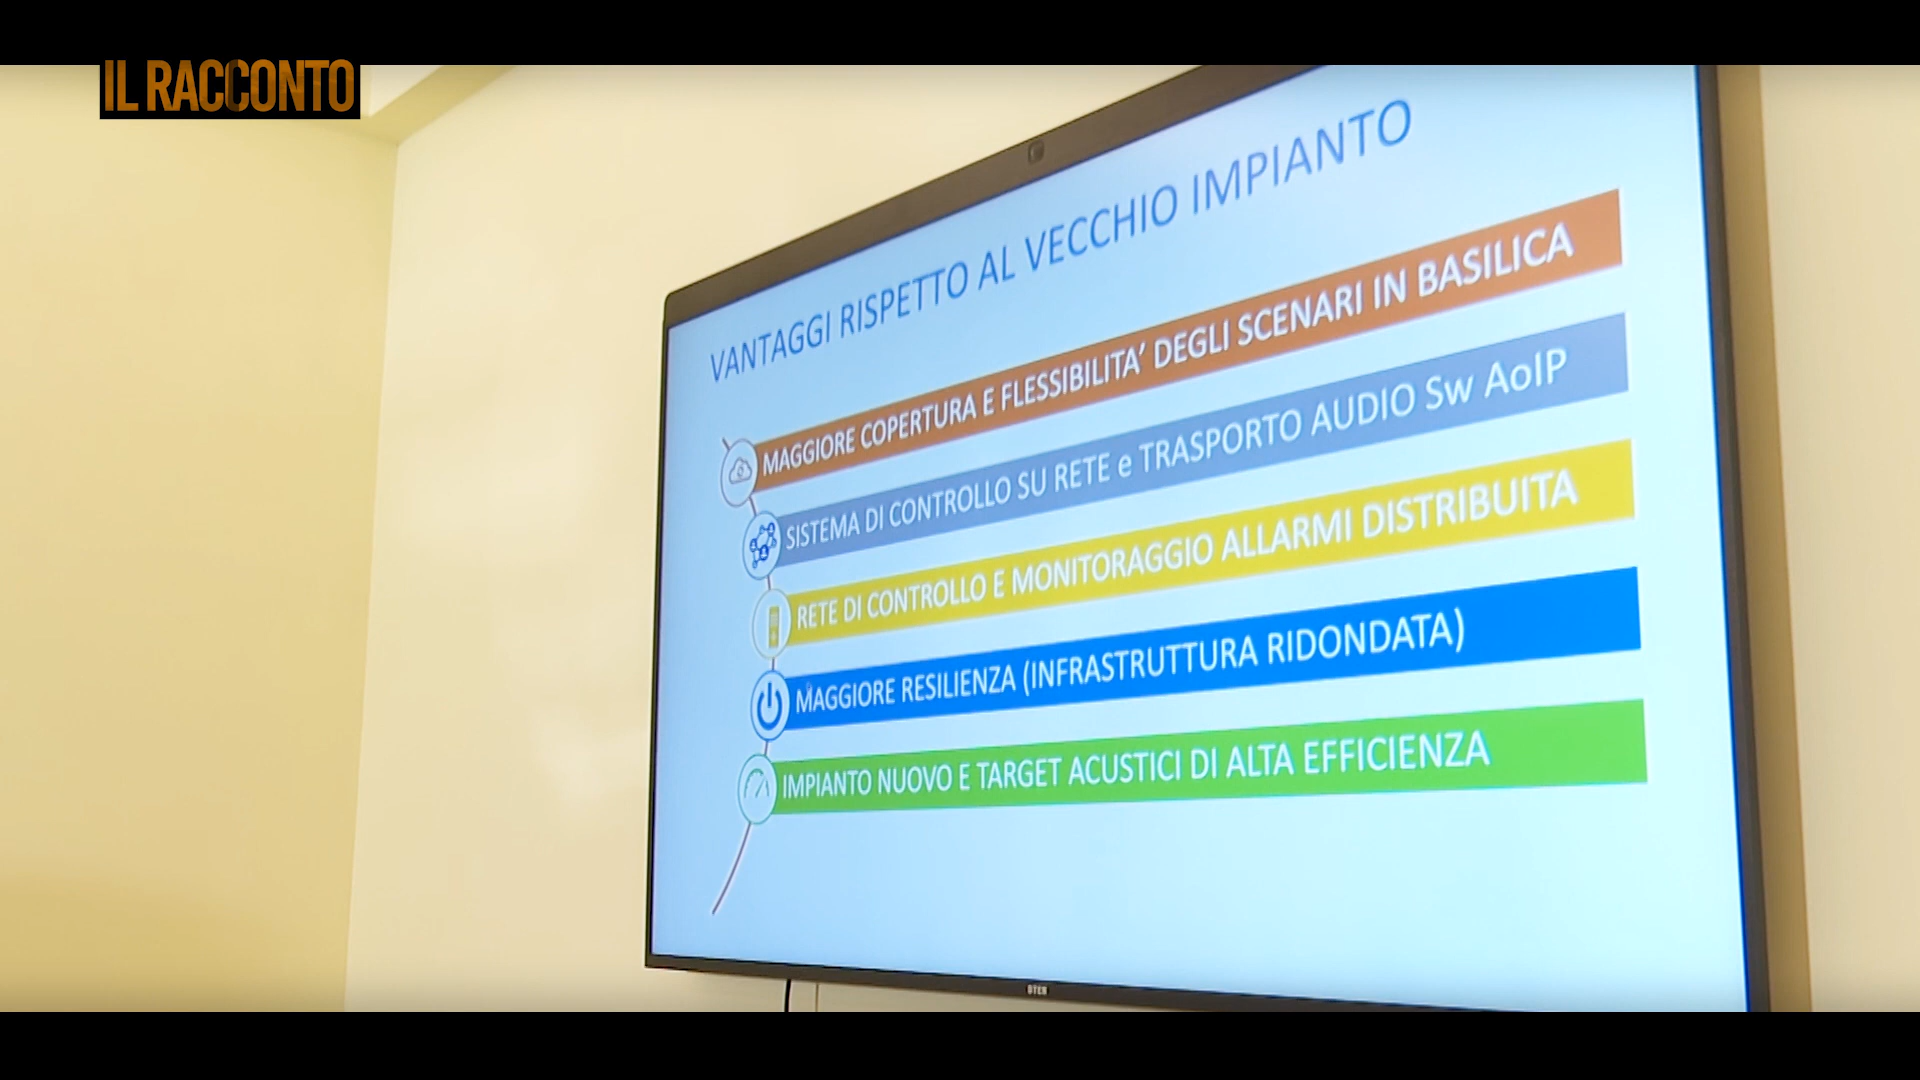 IL RACCONTO
VANTAGGI RISPETTO AL VECCHIO IMPIANTO
MAGGIORE COPERTURA E FLESSIBILITA’ DEGLI SCENARI IN BASILICA
SISTEMA DI CONTROLLO SU RETE e TRASPORTO AUDIO Sw AoIP
RETE DI CONTROLLO E MONITORAGGIO ALLARMI DISTRIBUITA
MAGGIORE RESILIENZA (INFRASTRUTTURA RIDONDATA)
IMPIANTO NUOVO E TARGET ACUSTICI DI ALTA EFFICIENZA